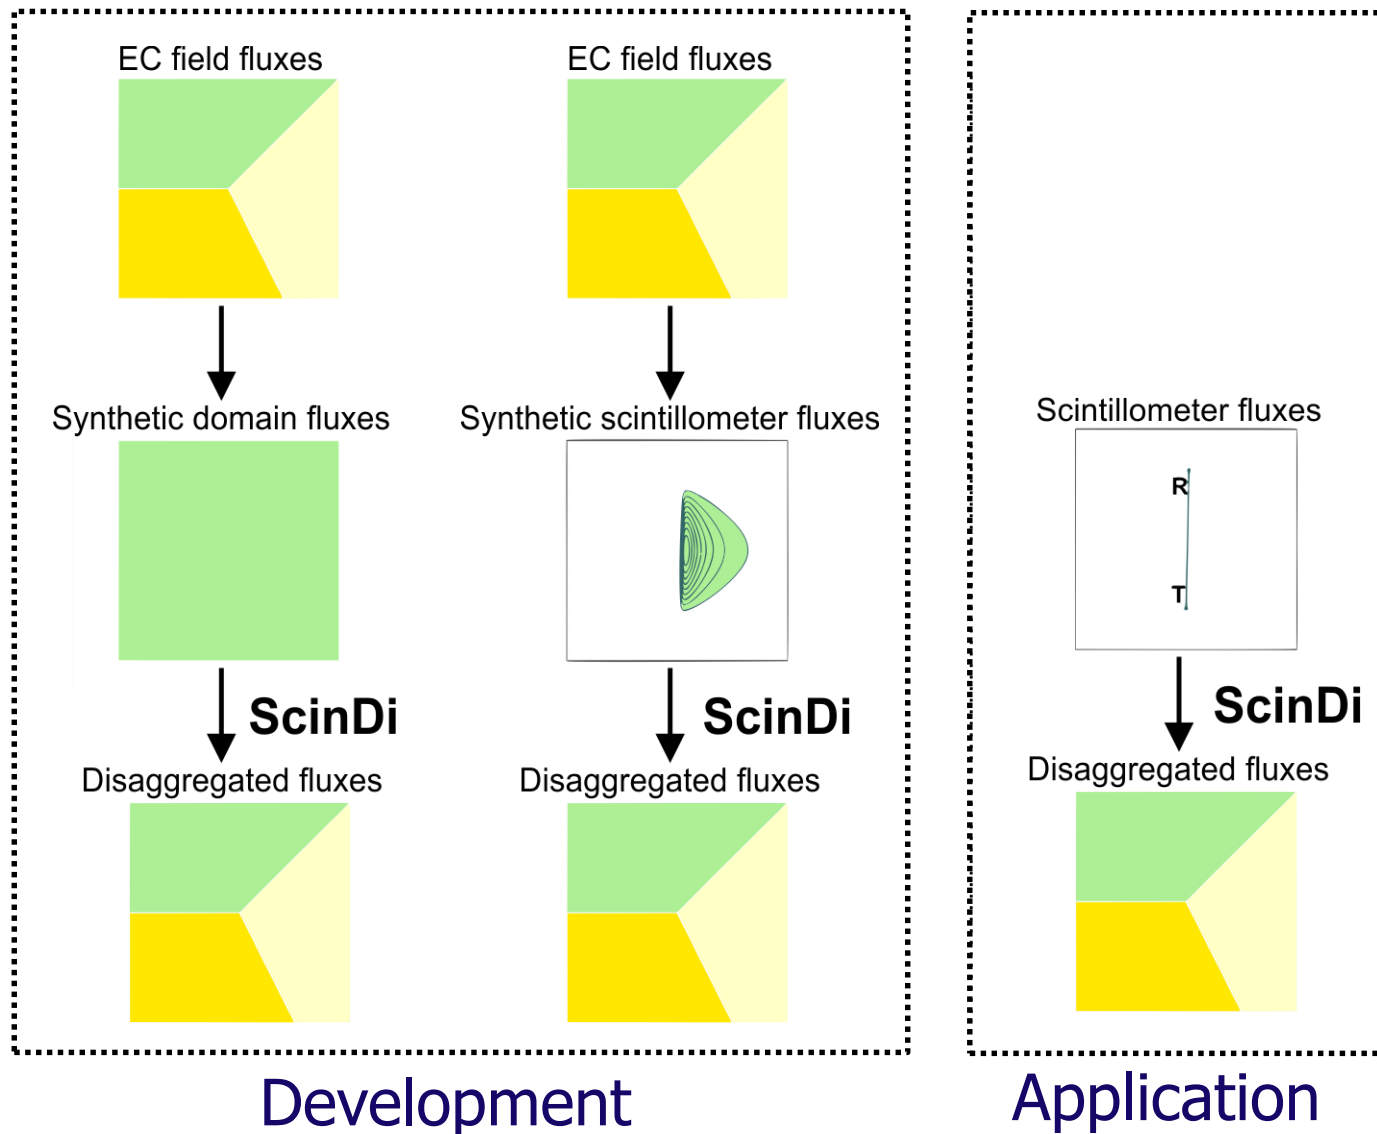 EC field fluxes
EC field fluxes
Synthetic domain fluxes
Synthetic scintillometer fluxes
Scintillometer fluxes
R
T
ScinDi
ScinDi
ScinDi
Disaggregated fluxes
Disaggregated fluxes
Disaggregated fluxes
Development
Application